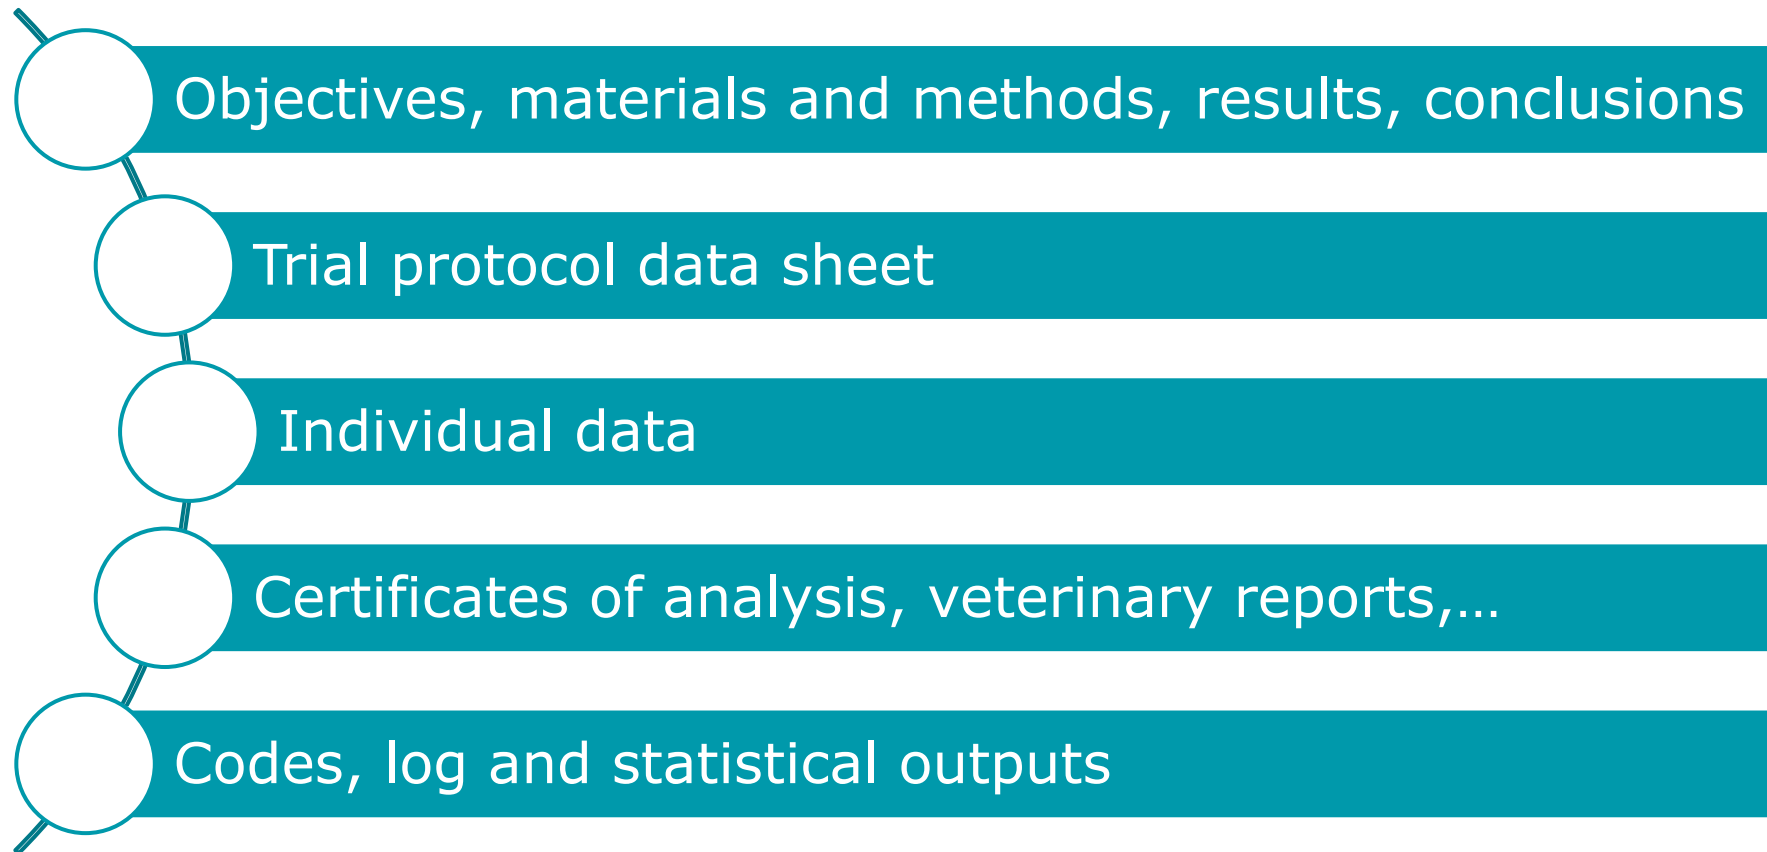 Objectives, materials and methods, results, conclusions
Trial protocol data sheet
Individual data
Certificates of analysis, veterinary reports,...
Codes, log and statistical outputs